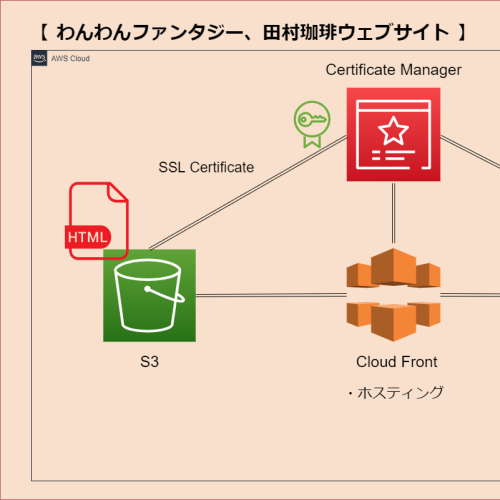 【 わんわんファンタジー、田村珈琲ウェブサイト 】
aws AWS Cloud
Certificate Manager
SSL Certificate
HTML
S3
Cloud Front
・ホスティング